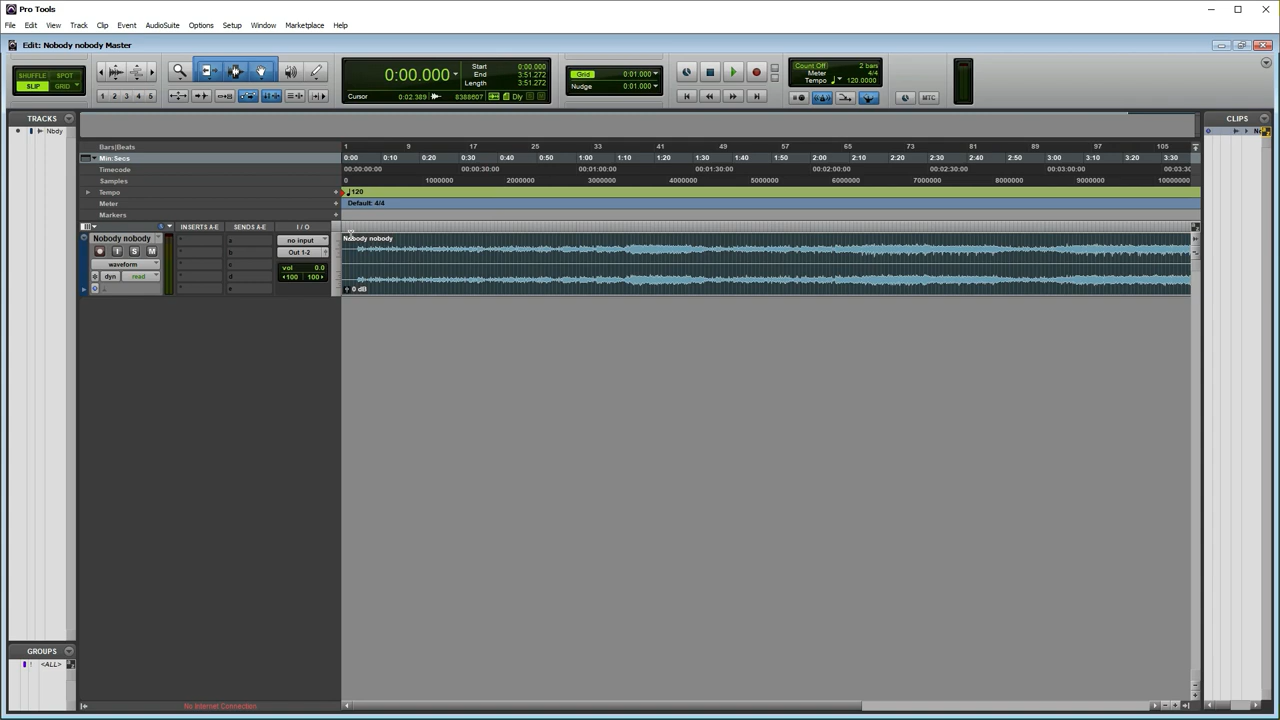 Pro Tools
File Edit View Track Clip Event AudioSuite Options Setup Window Marketplace Help
Edit: Nobody nobody Master
SHUFFLE SPOT
SLIP GRID
1 2 3 4 5
0:00.000
Start 0:00.000
End 3:51.272
Length 3:51.272
Cursor 0:02.389 8388607 Dly
Grid 0:01.000
Nudge 0:01.000
Count Off 2 bars
Meter 4/4
Tempo 120.0000
MTC
TRACKS
Nbdy
CLIPS
Bars|Beats 1 9 17 25 33 41 49 57 65 73 81 89 97 105
Min:Secs 0:00 0:10 0:20 0:30 0:40 0:50 1:00 1:10 1:20 1:30 1:40 1:50 2:00 2:10 2:20 2:30 2:40 2:50 3:00 3:10 3:20 3:30
Timecode 00:00:00:00 00:00:30:00 00:01:00:00 00:01:30:00 00:02:00:00 00:02:30:00 00:03:00:00 00:03:30
Samples 0 1000000 2000000 3000000 4000000 5000000 6000000 7000000 8000000 9000000 10000000
Tempo 120
Meter Default: 4/4
Markers
INSERTS A-E SENDS A-E I / O
Nobody nobody
I S M
waveform
dyn read
a
b
c
d
e
no input
Out 1-2
vol 0.0
100 100
Nobody nobody
0 dB
GROUPS
! <ALL>
No Internet Connection